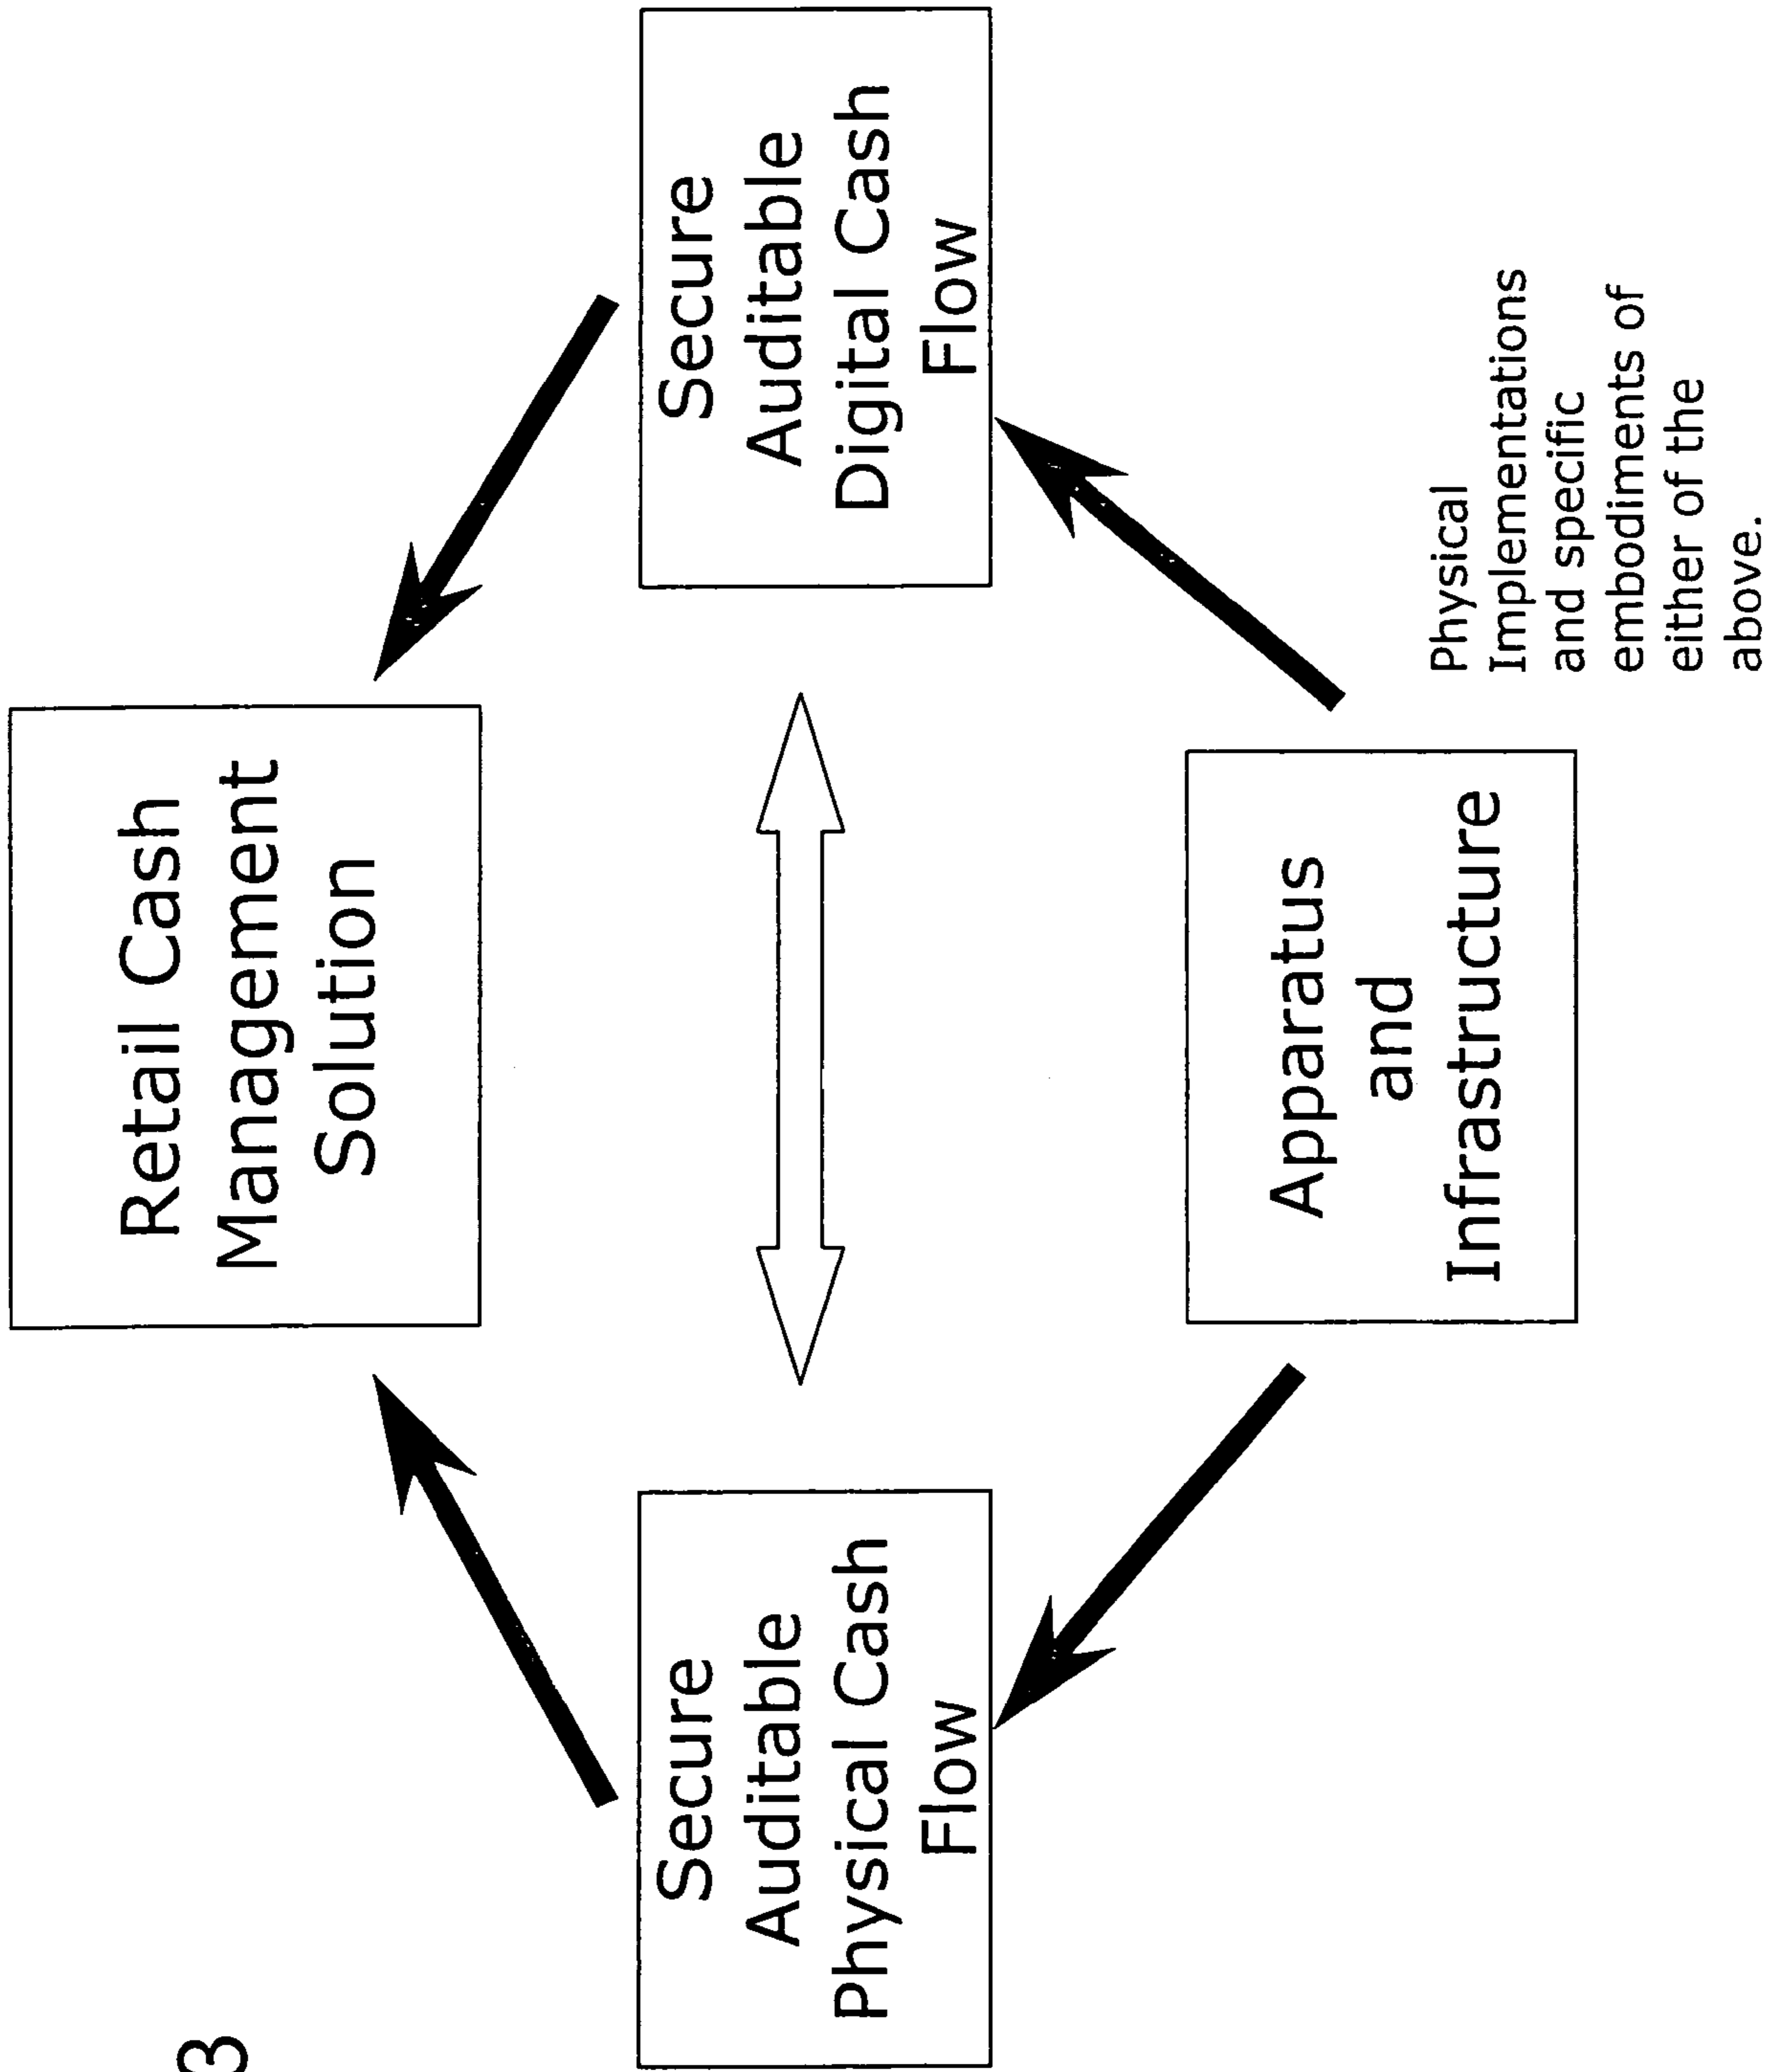 3
Retail Cash
Management
Solution
Secure
Auditable
Physical Cash
Flow
Secure
Auditable
Digital Cash
Flow
Apparatus
and
Infrastructure
Physical
Implementations
and specific
embodiments of
either of the
above.